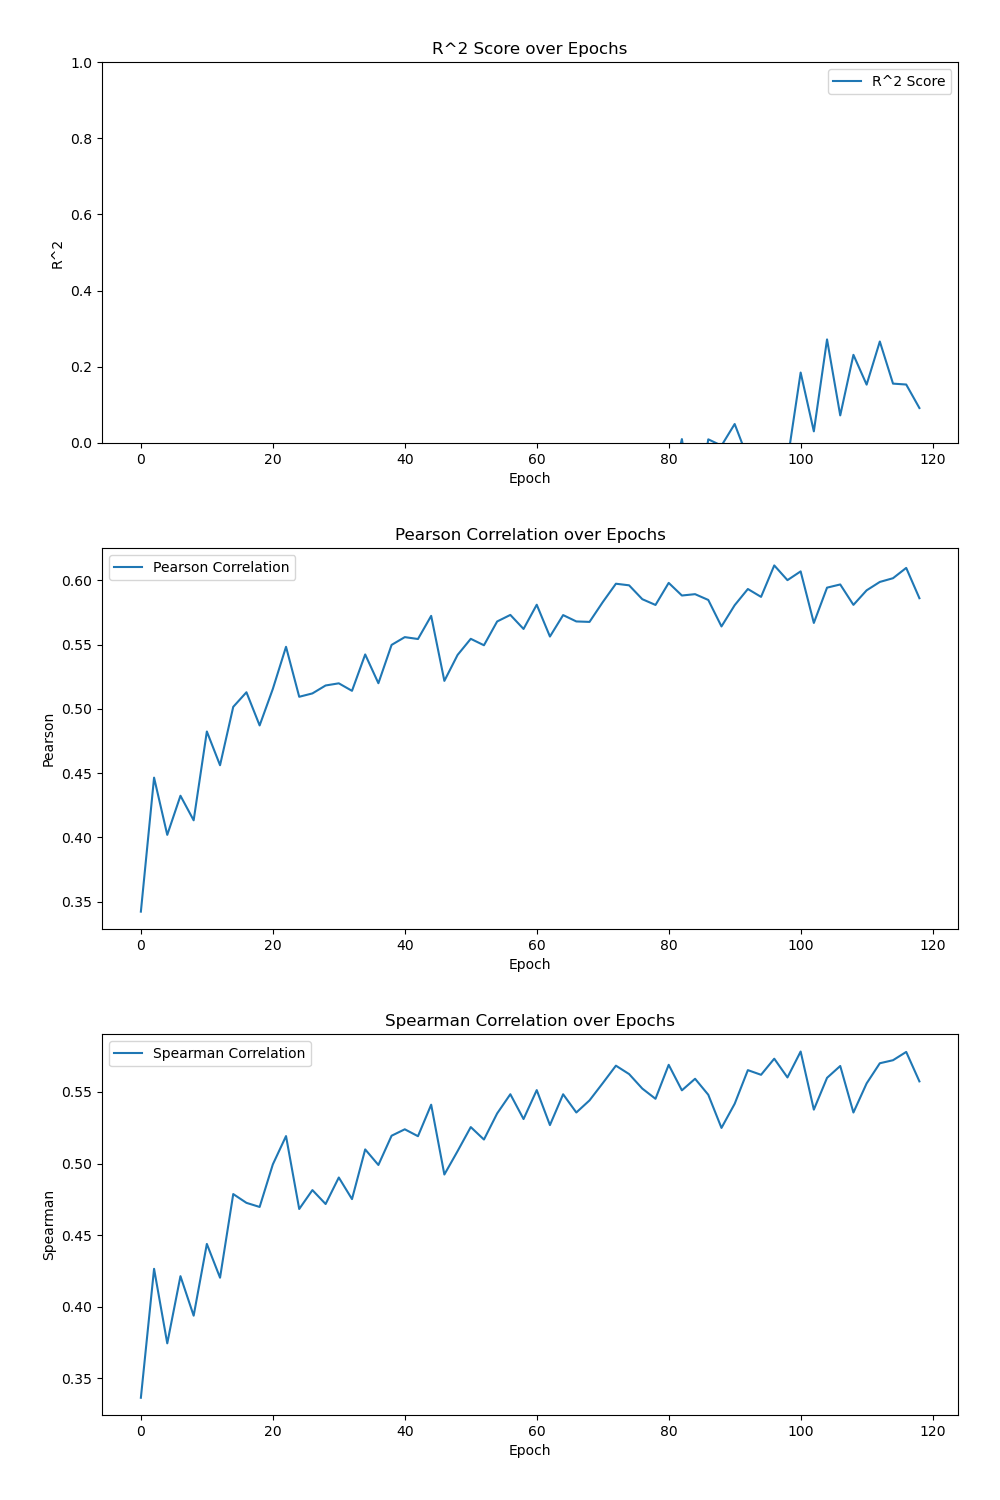 R^2 Score over Epochs
R^2 Score
1.0
0.8
0.6
0.4
0.2
0.0
R^2
0 20 40 60 80 100 120
Epoch
Pearson Correlation over Epochs
Pearson Correlation
0.60
0.55
0.50
0.45
0.40
0.35
Pearson
0 20 40 60 80 100 120
Epoch
Spearman Correlation over Epochs
Spearman Correlation
0.55
0.50
0.45
0.40
0.35
Spearman
0 20 40 60 80 100 120
Epoch